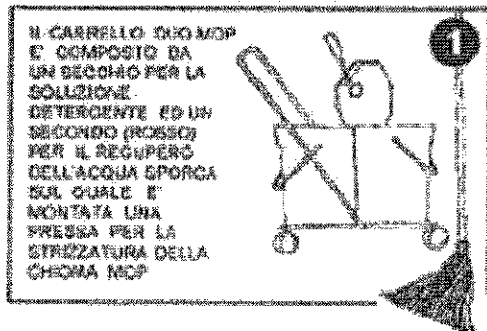 IL CARRELLO DUO MOP
E' COMPOSTO DA
UN SECCHIO PER LA
SOLUZIONE
DETERGENTE ED UN
SECONDO (ROSSO)
PER IL RECUPERO
DELL'ACQUA SPORCA
SUL QUALE E'
MONTATA UNA
PRESSA PER LA
STRIZZATURA DELLA
CHIOMA MOP
1